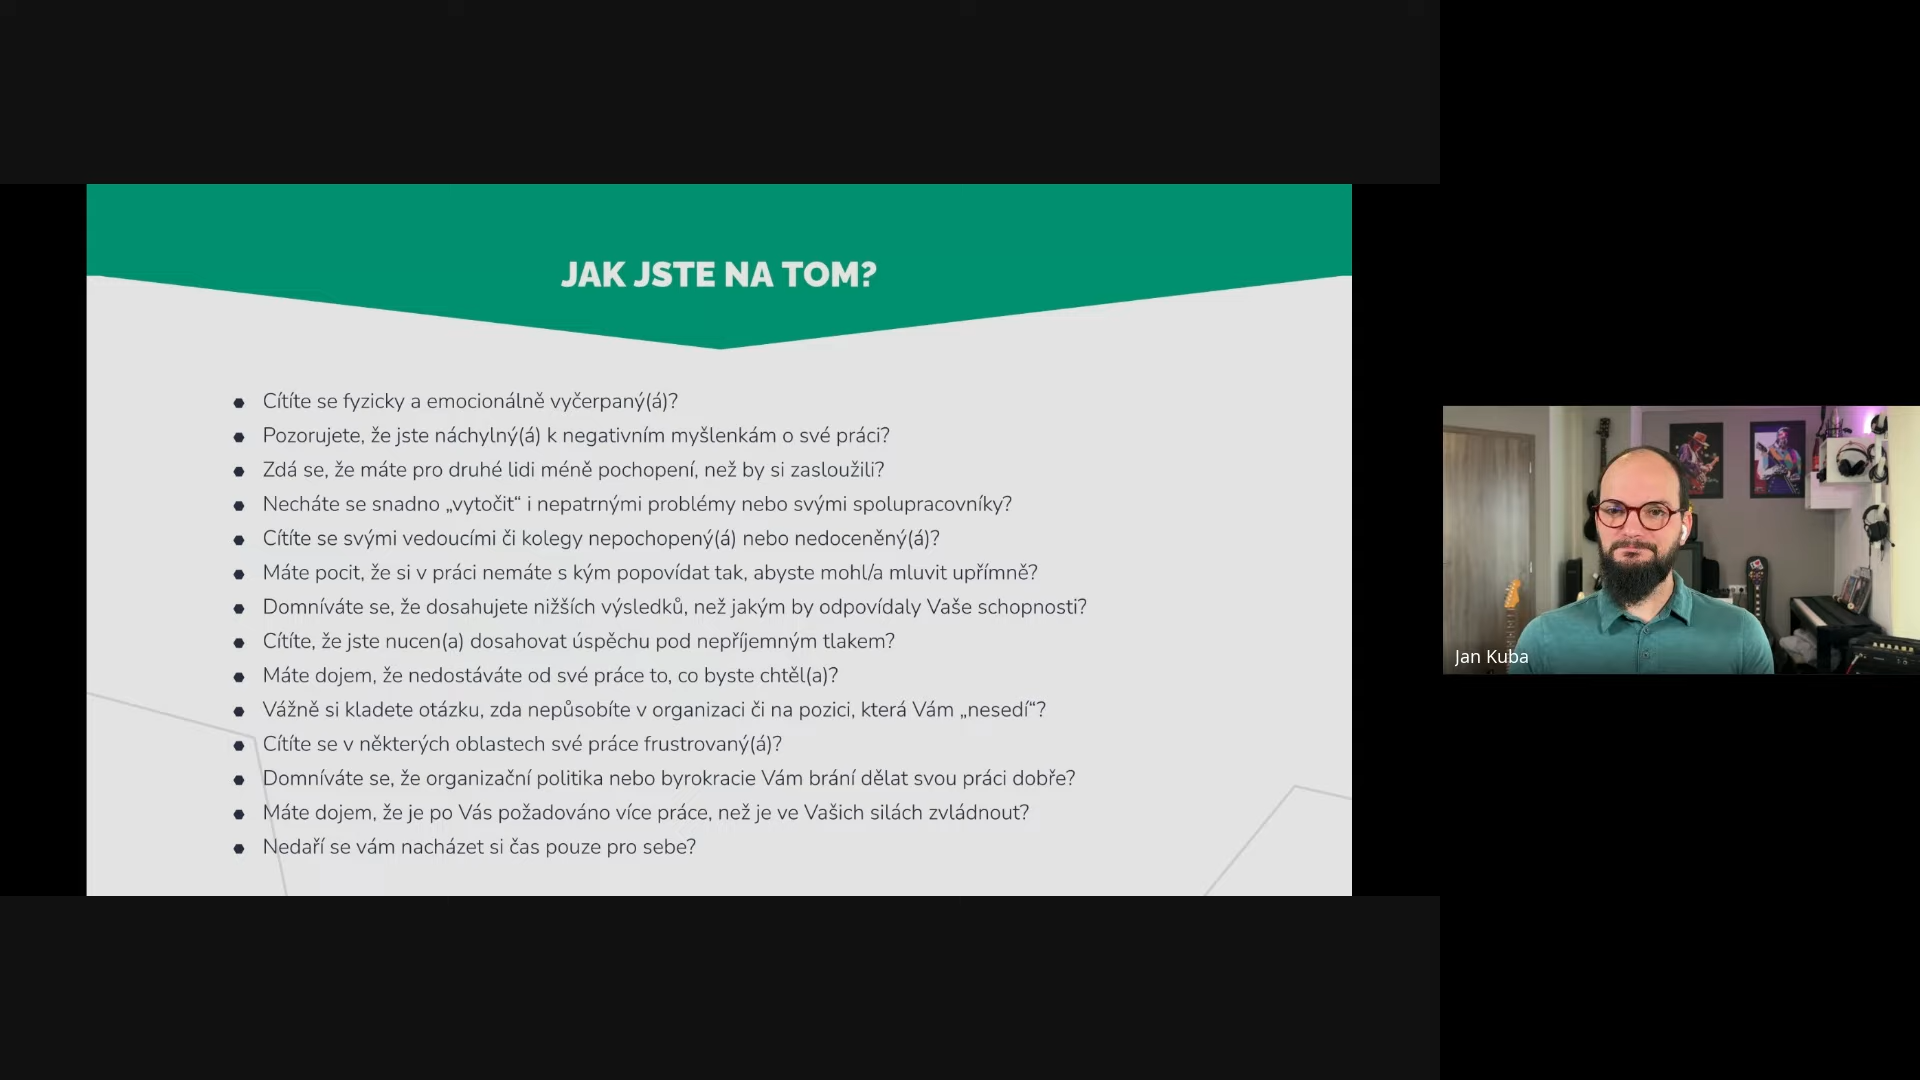 JAK JSTE NA TOM?
Cítíte se fyzicky a emocionálně vyčerpaný(á)?
Pozorujete, že jste náchylný(á) k negativním myšlenkám o své práci?
Zdá se, že máte pro druhé lidi méně pochopení, než by si zasloužili?
Necháte se snadno „vytočit“ i nepatrnými problémy nebo svými spolupracovníky?
Cítíte se svými vedoucími či kolegy nepochopený(á) nebo nedoceněný(á)?
Máte pocit, že si v práci nemáte s kým popovídat tak, abyste mohl/a mluvit upřímně?
Domníváte se, že dosahujete nižších výsledků, než jakým by odpovídaly Vaše schopnosti?
Cítíte, že jste nucen(a) dosahovat úspěchu pod nepříjemným tlakem?
Máte dojem, že nedostáváte od své práce to, co byste chtěl(a)?
Vážně si kladete otázku, zda nepůsobíte v organizaci či na pozici, která Vám „nesedí“?
Cítíte se v některých oblastech své práce frustrovaný(á)?
Domníváte se, že organizační politika nebo byrokracie Vám brání dělat svou práci dobře?
Máte dojem, že je po Vás požadováno více práce, než je ve Vašich silách zvládnout?
Nedaří se vám nacházet si čas pouze pro sebe?
Jan Kuba